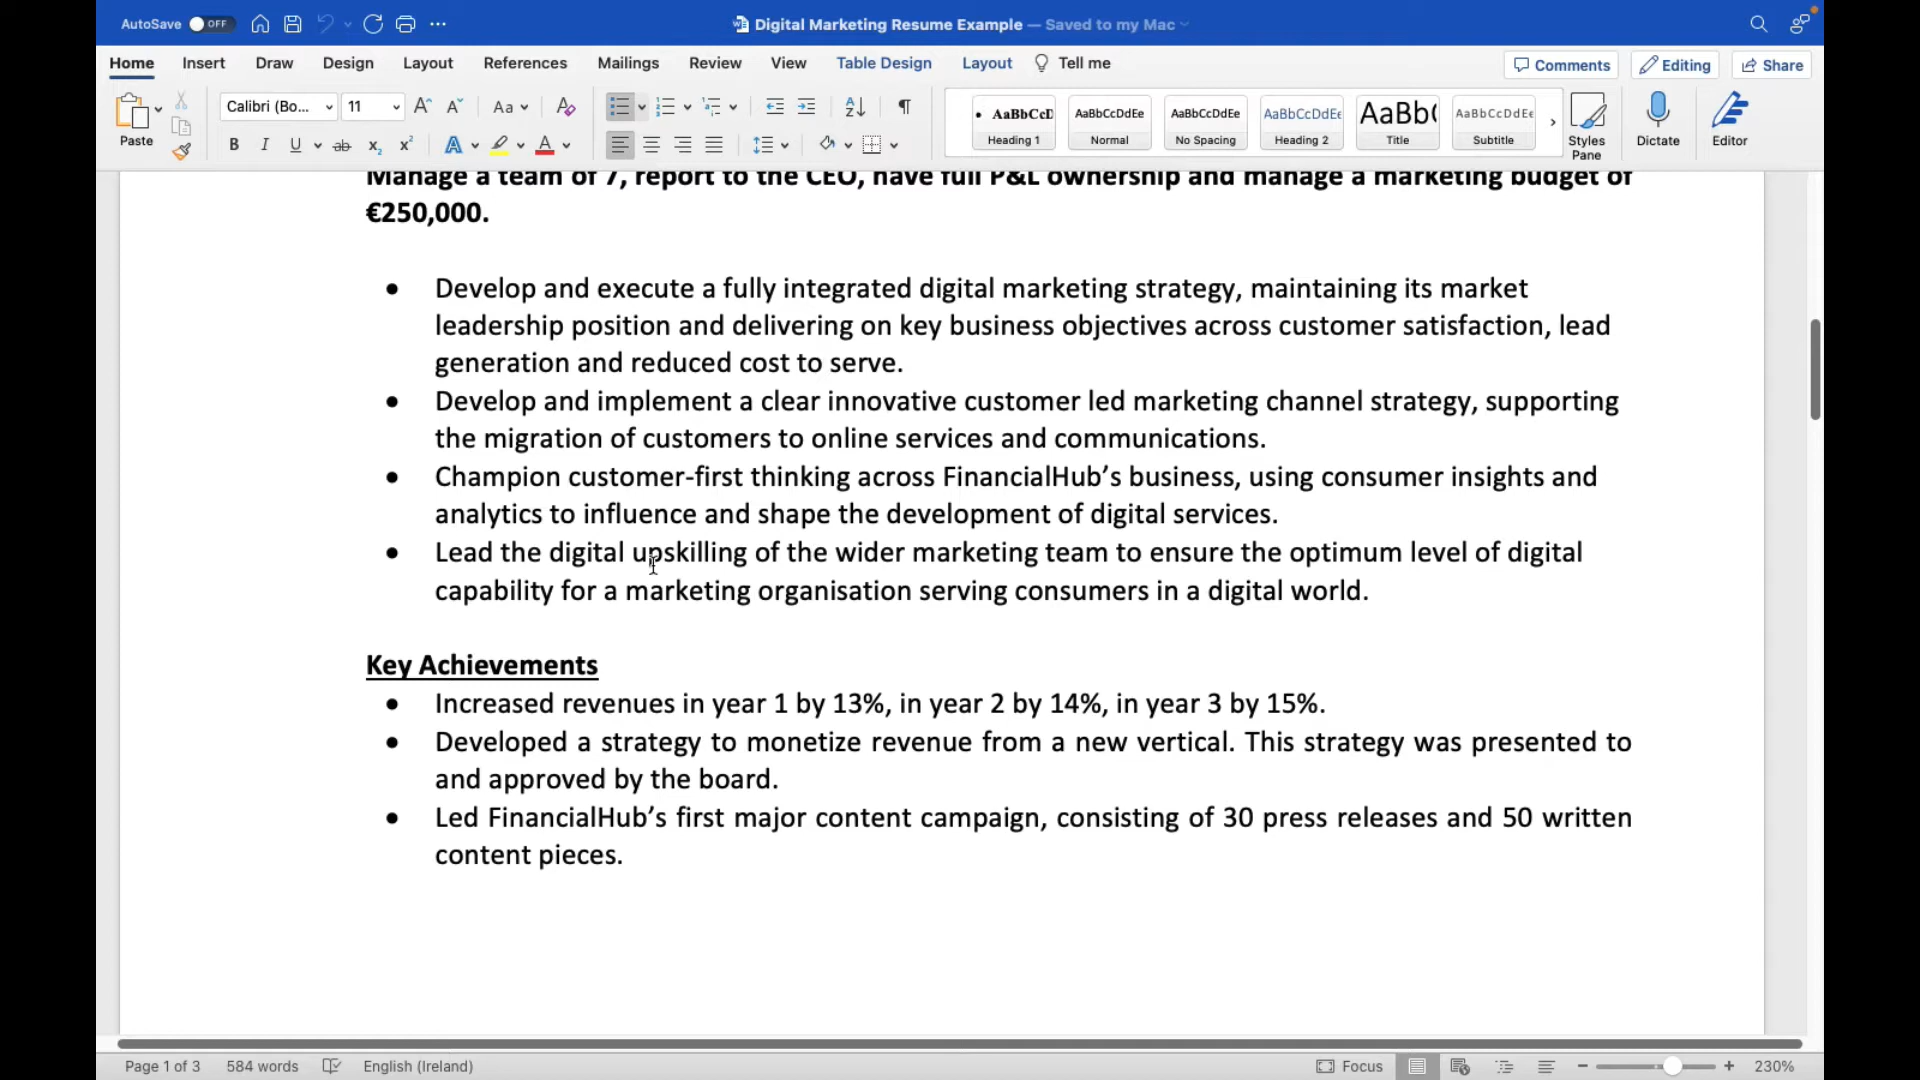 AutoSave OFF
Digital Marketing Resume Example — Saved to my Mac
Home Insert Draw Design Layout References Mailings Review View Table Design Layout Tell me Comments Editing Share
Calibri (Bo... 11 Aa
AaBbCcD AaBbCcDdEe AaBbCcDdEe AaBbCcDdEe AaBb( AaBbCcDdEe
Paste Heading 1 Normal No Spacing Heading 2 Title Subtitle Styles Pane Dictate Editor
Manage a team of 7, report to the CEO, have full P&L ownership and manage a marketing budget of
€250,000.
• Develop and execute a fully integrated digital marketing strategy, maintaining its market
leadership position and delivering on key business objectives across customer satisfaction, lead
generation and reduced cost to serve.
• Develop and implement a clear innovative customer led marketing channel strategy, supporting
the migration of customers to online services and communications.
• Champion customer-first thinking across FinancialHub’s business, using consumer insights and
analytics to influence and shape the development of digital services.
• Lead the digital upskilling of the wider marketing team to ensure the optimum level of digital
capability for a marketing organisation serving consumers in a digital world.
Key Achievements
• Increased revenues in year 1 by 13%, in year 2 by 14%, in year 3 by 15%.
• Developed a strategy to monetize revenue from a new vertical. This strategy was presented to
and approved by the board.
• Led FinancialHub’s first major content campaign, consisting of 30 press releases and 50 written
content pieces.
Page 1 of 3 584 words English (Ireland) Focus 230%